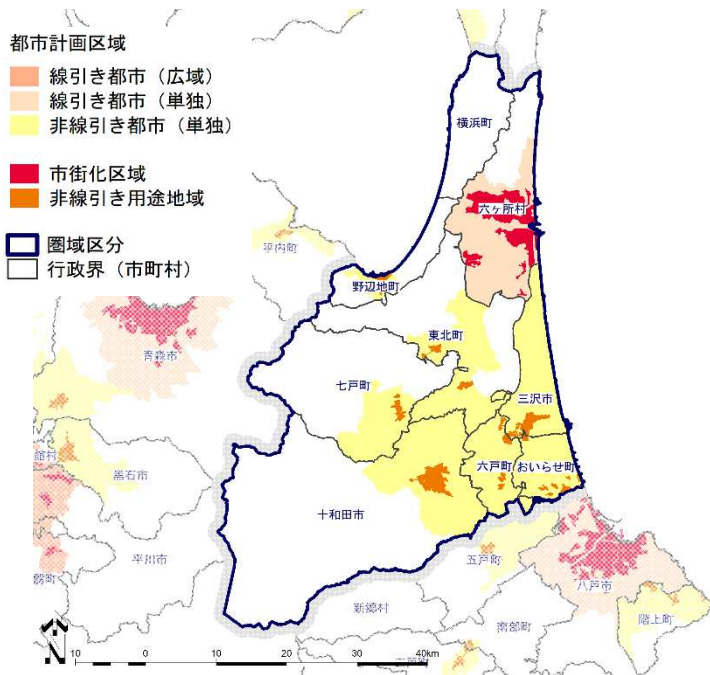 都市計画区域
線引き都市（広域）
線引き都市（単独）
非線引き都市（単独）
市街化区域
非線引き用途地域
圏域区分
行政界（市町村）
横浜町
六ヶ所村
平内町
野辺地町
東北町
青森市
七戸町
三沢市
六戸町
おいらせ町
館村
黒石市
十和田市
平川市
五戸町
八戸市
新郷村
南部町
階上町
10 0 10 20 30 40km